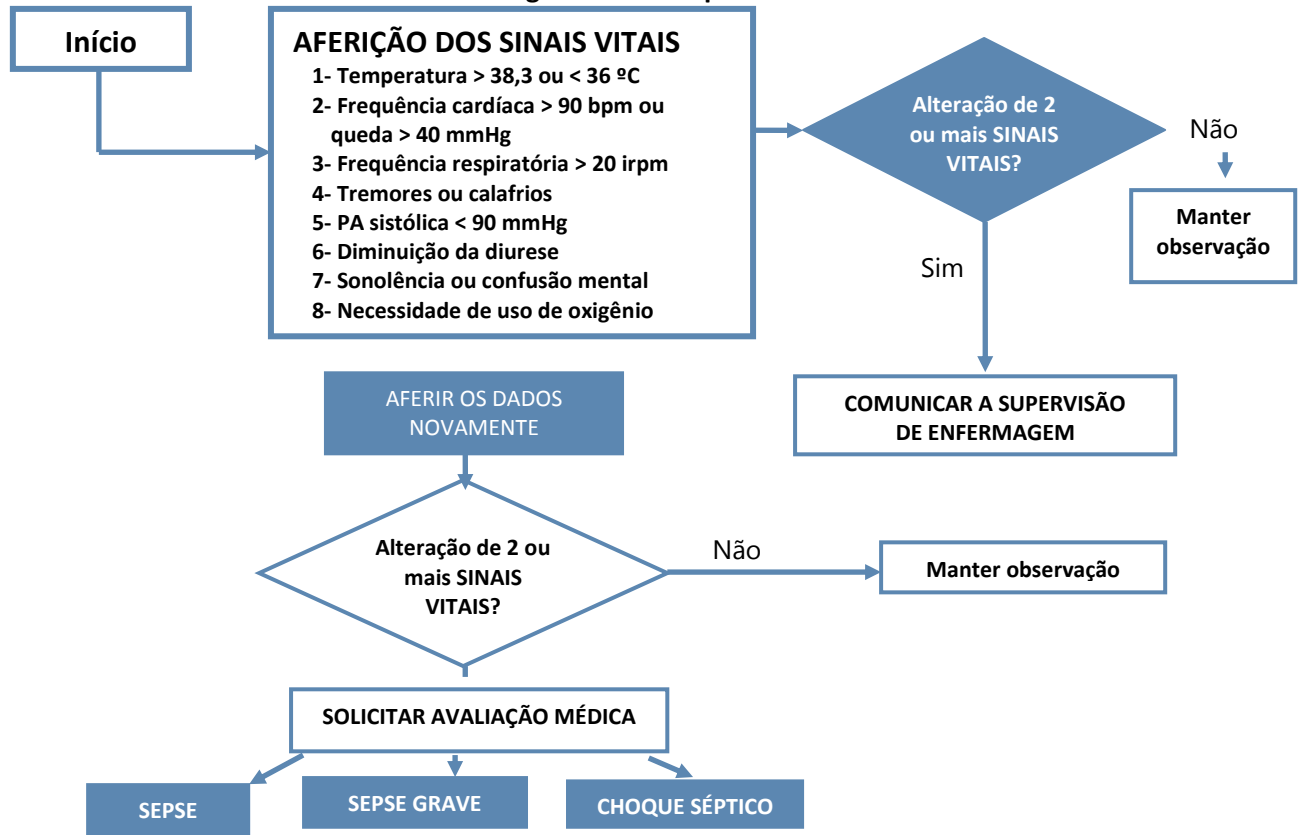 Início
AFERIÇÃO DOS SINAIS VITAIS
1- Temperatura > 38,3 ou < 36 ºC
2- Frequência cardíaca > 90 bpm ou
queda > 40 mmHg
3- Frequência respiratória > 20 irpm
4- Tremores ou calafrios
5- PA sistólica < 90 mmHg
6- Diminuição da diurese
7- Sonolência ou confusão mental
8- Necessidade de uso de oxigênio
Alteração de 2
ou mais SINAIS
VITAIS?
Não
Manter
observação
Sim
COMUNICAR A SUPERVISÃO
DE ENFERMAGEM
AFERIR OS DADOS
NOVAMENTE
Alteração de 2 ou
mais SINAIS
VITAIS?
Não
Manter observação
SOLICITAR AVALIAÇÃO MÉDICA
SEPSE
SEPSE GRAVE
CHOQUE SÉPTICO